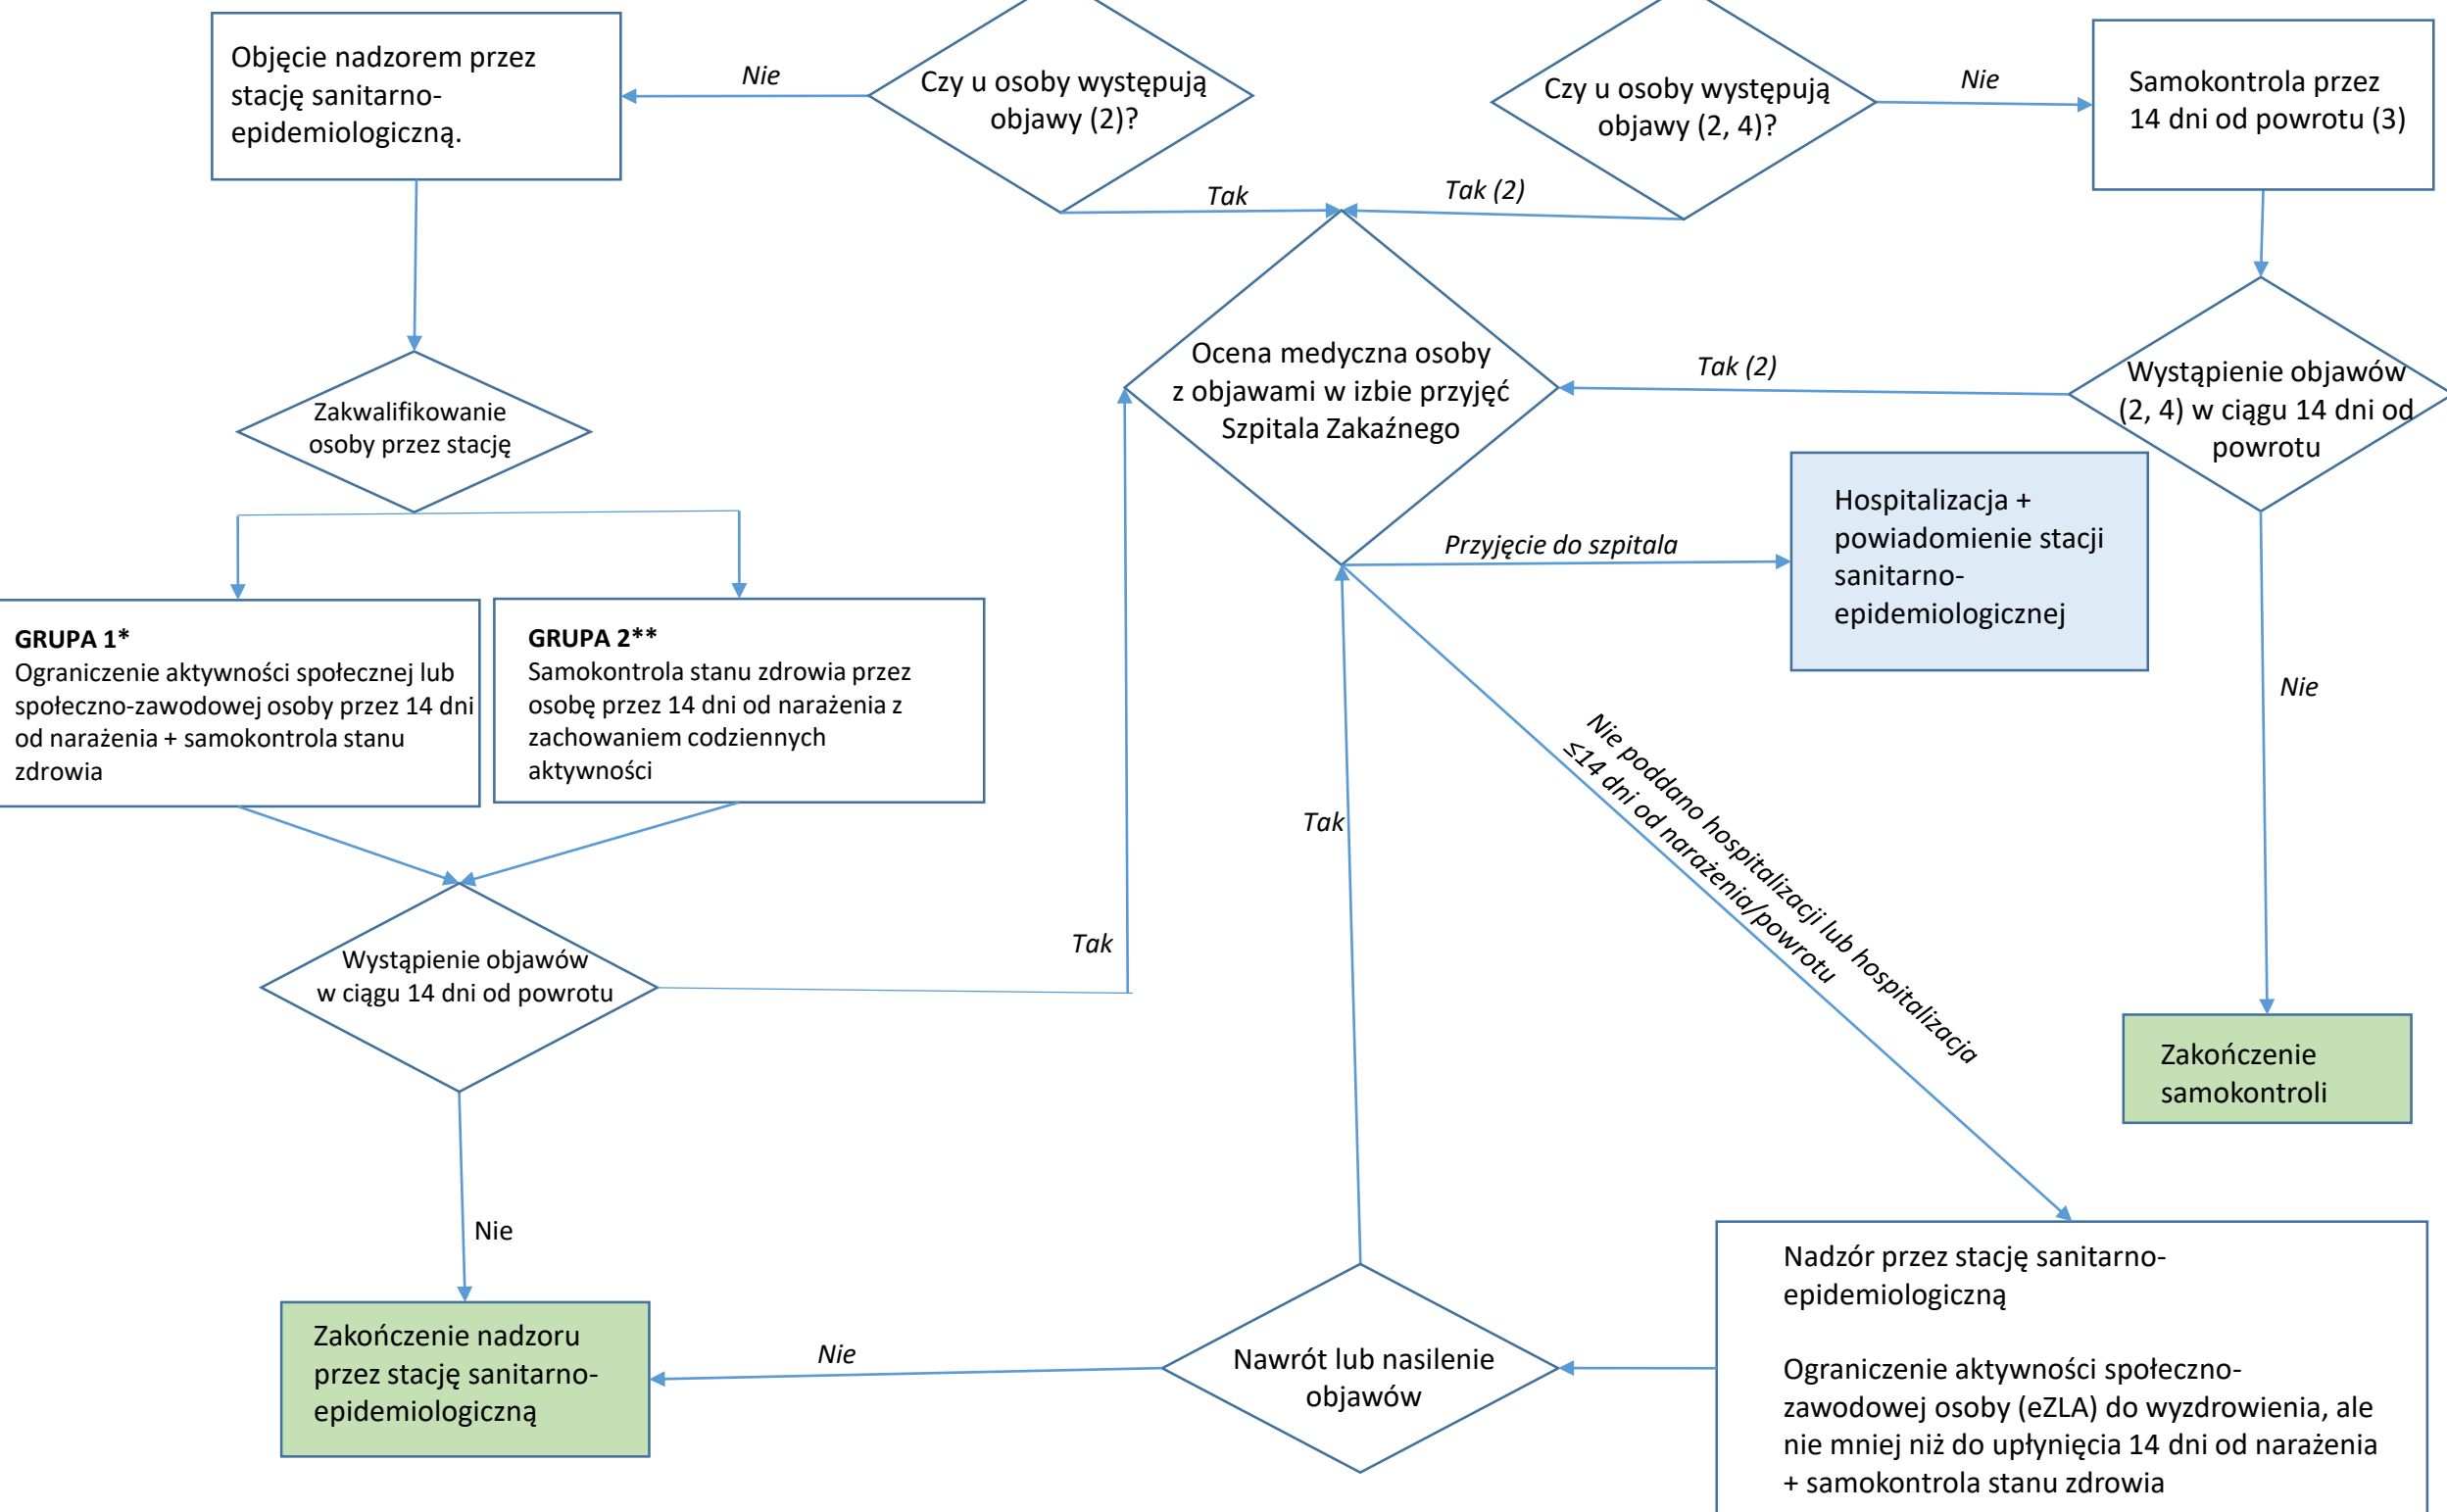 Objęcie nadzorem przez
stację sanitarno-
epidemiologiczną.
Nie
Czy u osoby występują
objawy (2)?
Czy u osoby występują
objawy (2, 4)?
Nie
Samokontrola przez
14 dni od powrotu (3)
Tak
Tak (2)
Zakwalifikowanie
osoby przez stację
Ocena medyczna osoby
z objawami w izbie przyjęć
Szpitala Zakaźnego
Tak (2)
Wystąpienie objawów
(2, 4) w ciągu 14 dni od
powrotu
Przyjęcie do szpitala
Hospitalizacja +
powiadomienie stacji
sanitarno-
epidemiologicznej
GRUPA 1*
Ograniczenie aktywności społecznej lub
społeczno-zawodowej osoby przez 14 dni
od narażenia + samokontrola stanu
zdrowia
GRUPA 2**
Samokontrola stanu zdrowia przez
osobę przez 14 dni od narażenia z
zachowaniem codziennych
aktywności
Nie
Nie poddano hospitalizacji lub hospitalizacja
≤14 dni od narażenia/powrotu
Tak
Tak
Wystąpienie objawów
w ciągu 14 dni od powrotu
Zakończenie
samokontroli
Nie
Zakończenie nadzoru
przez stację sanitarno-
epidemiologiczną
Nie
Nawrót lub nasilenie
objawów
Nadzór przez stację sanitarno-
epidemiologiczną
Ograniczenie aktywności społeczno-
zawodowej osoby (eZLA) do wyzdrowienia, ale
nie mniej niż do upłynięcia 14 dni od narażenia
+ samokontrola stanu zdrowia